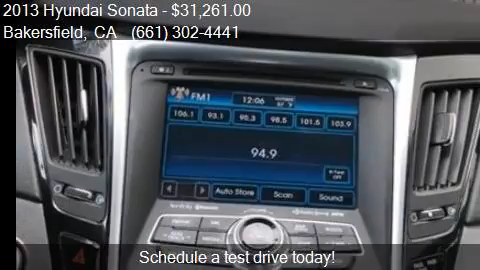 2013 Hyundai Sonata - $31,261.00
Bakersfield, CA (661) 302-4441
FM1 12:06
106.1 93.1 95.3 98.5 101.5 103.9
94.9
Auto Store Scan Sound
Schedule a test drive today!